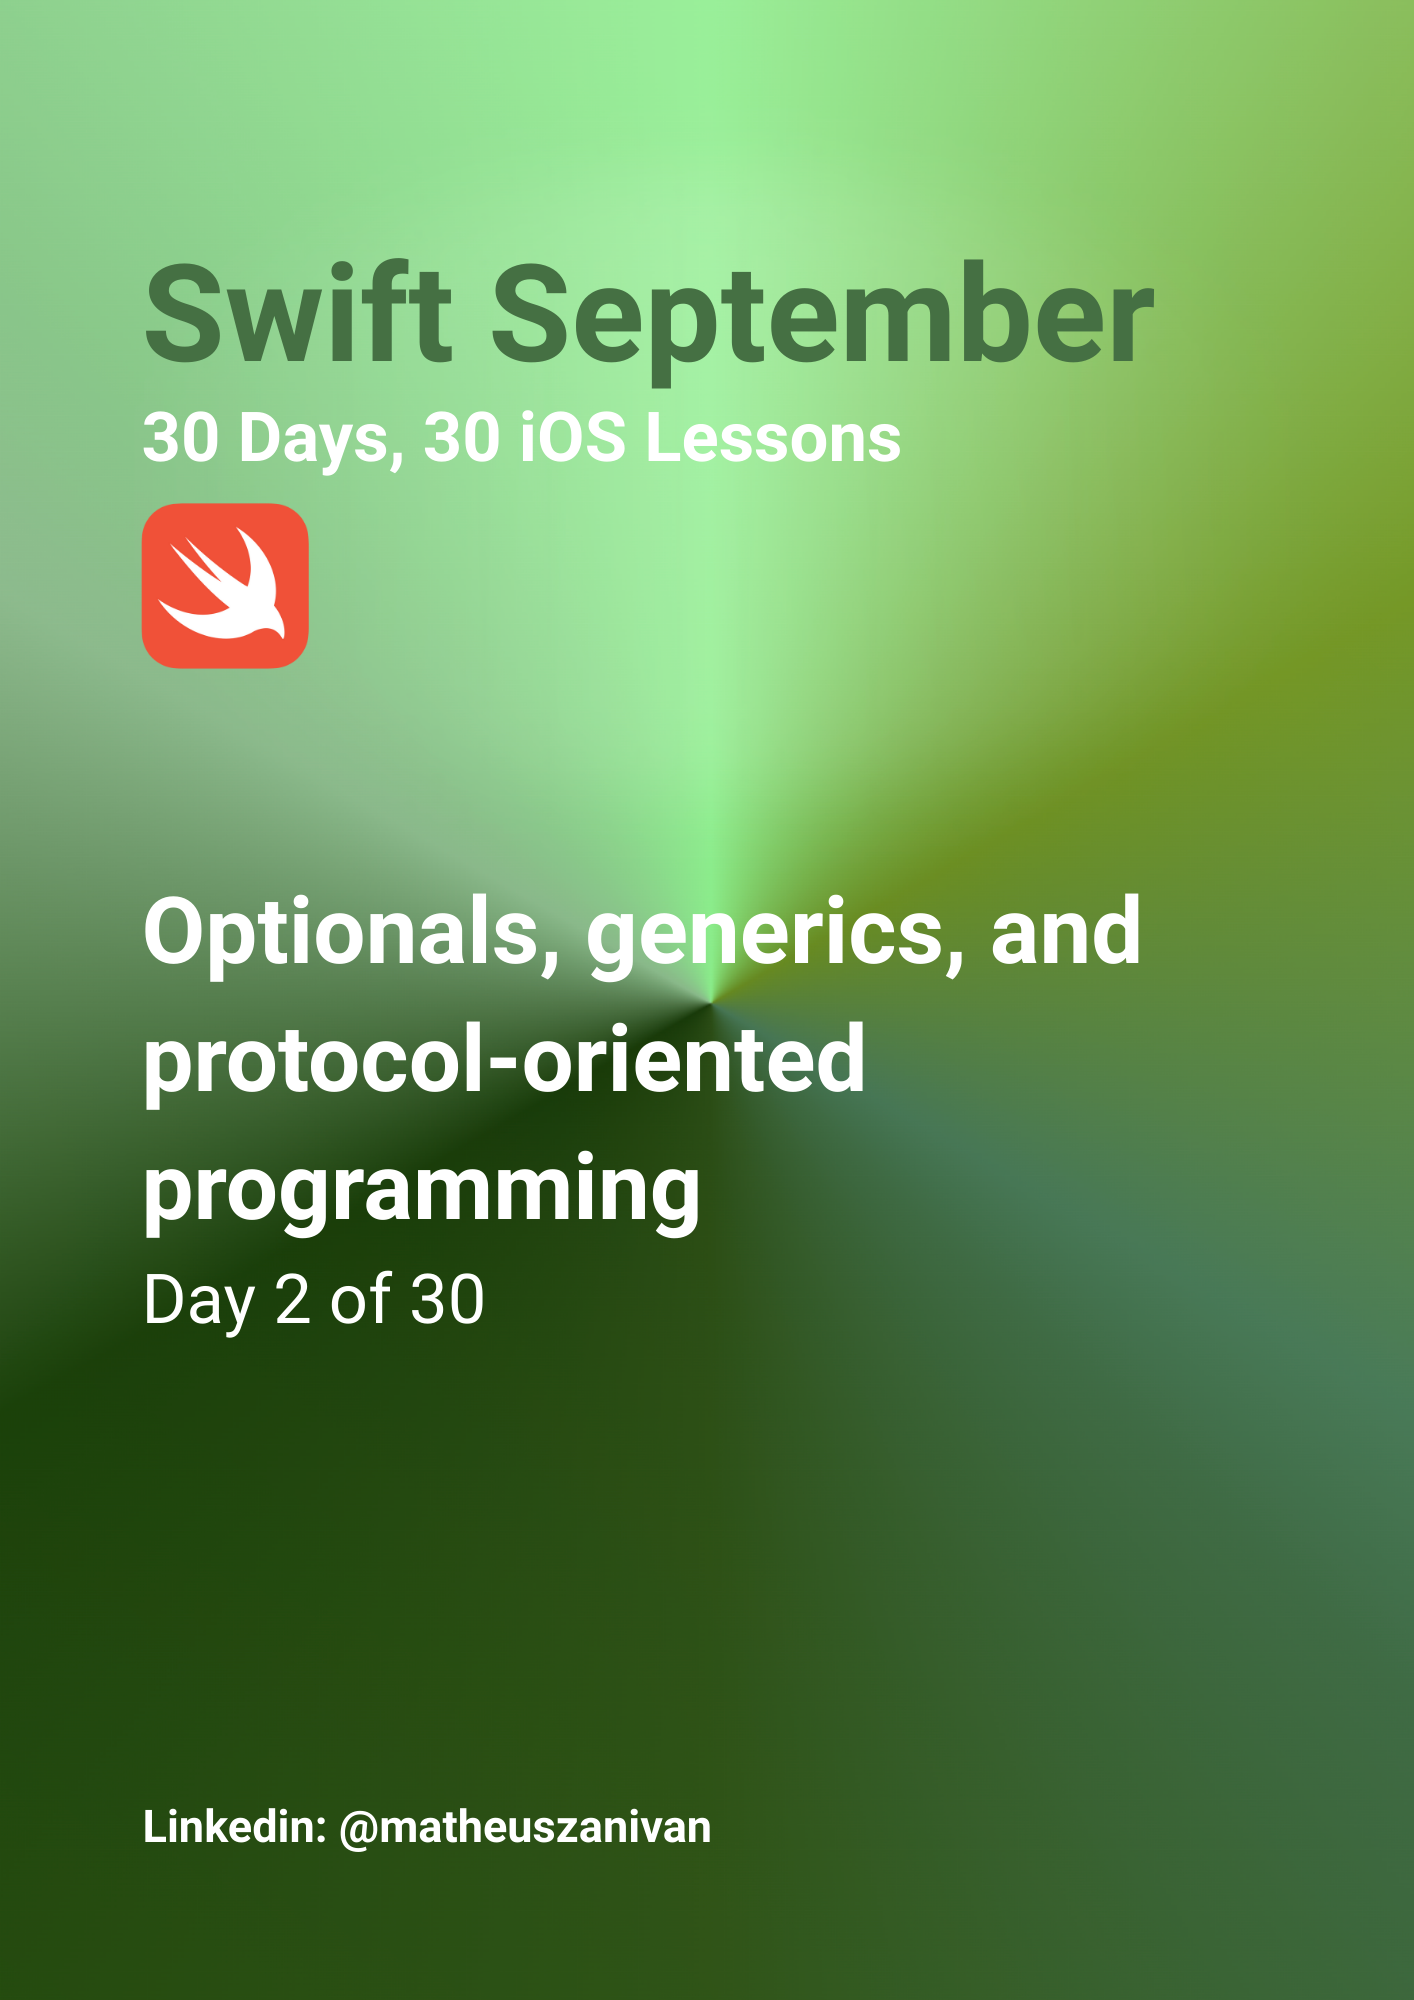 Swift September
30 Days, 30 iOS Lessons
Optionals, generics, and
protocol-oriented
programming
Day 2 of 30
Linkedin: @matheuszanivan